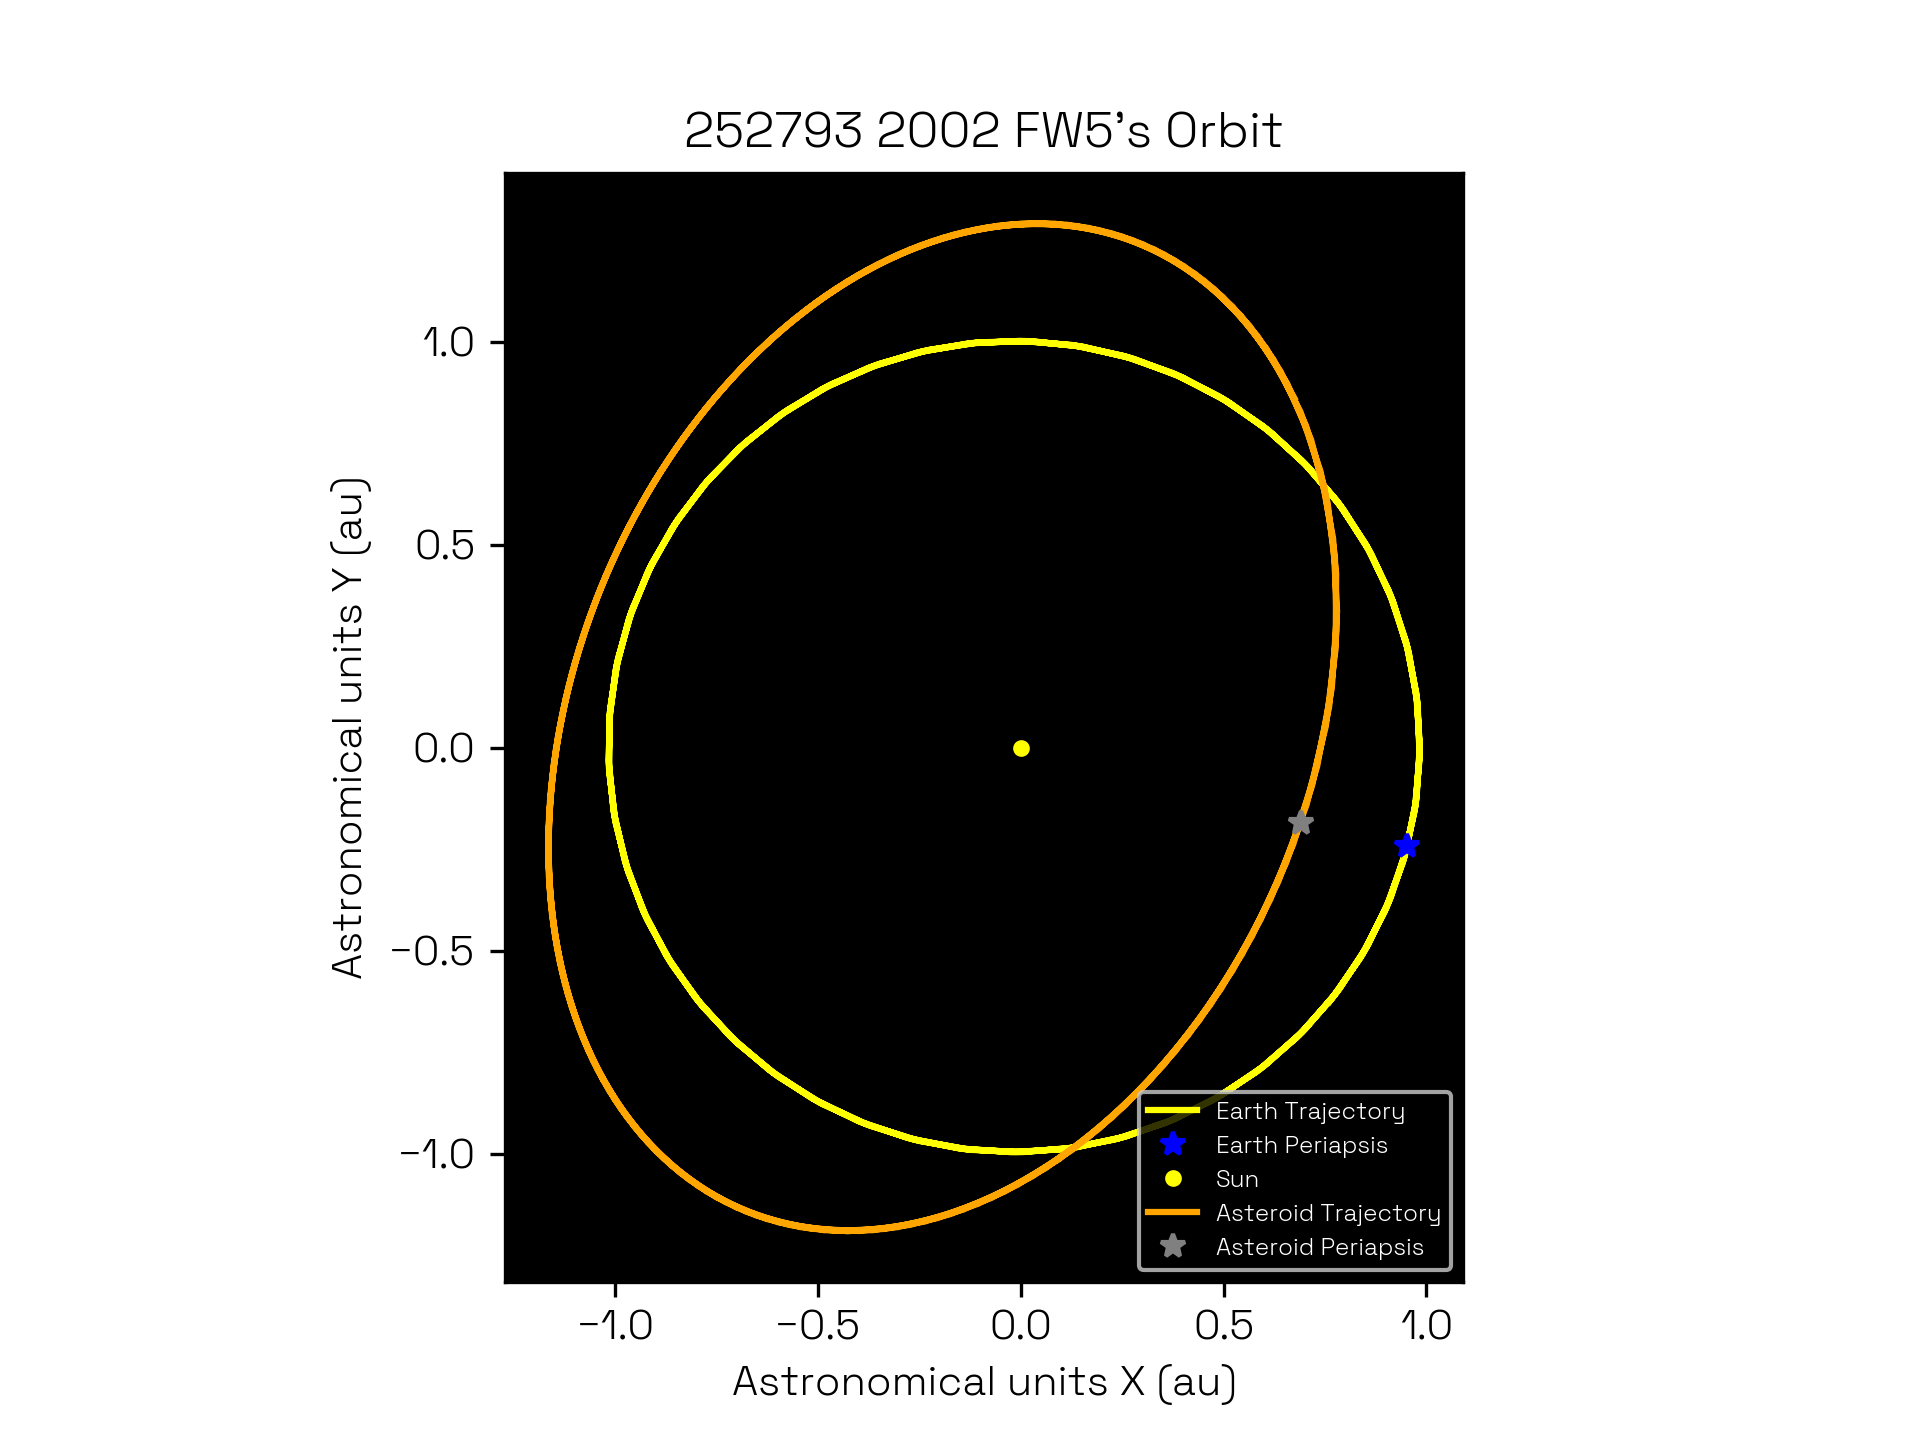 252793 2002 FW5's Orbit
Astronomical units Y (au)
1.0
0.5
0.0
−0.5
−1.0
Earth Trajectory
Earth Periapsis
Sun
Asteroid Trajectory
Asteroid Periapsis
−1.0 −0.5 0.0 0.5 1.0
Astronomical units X (au)